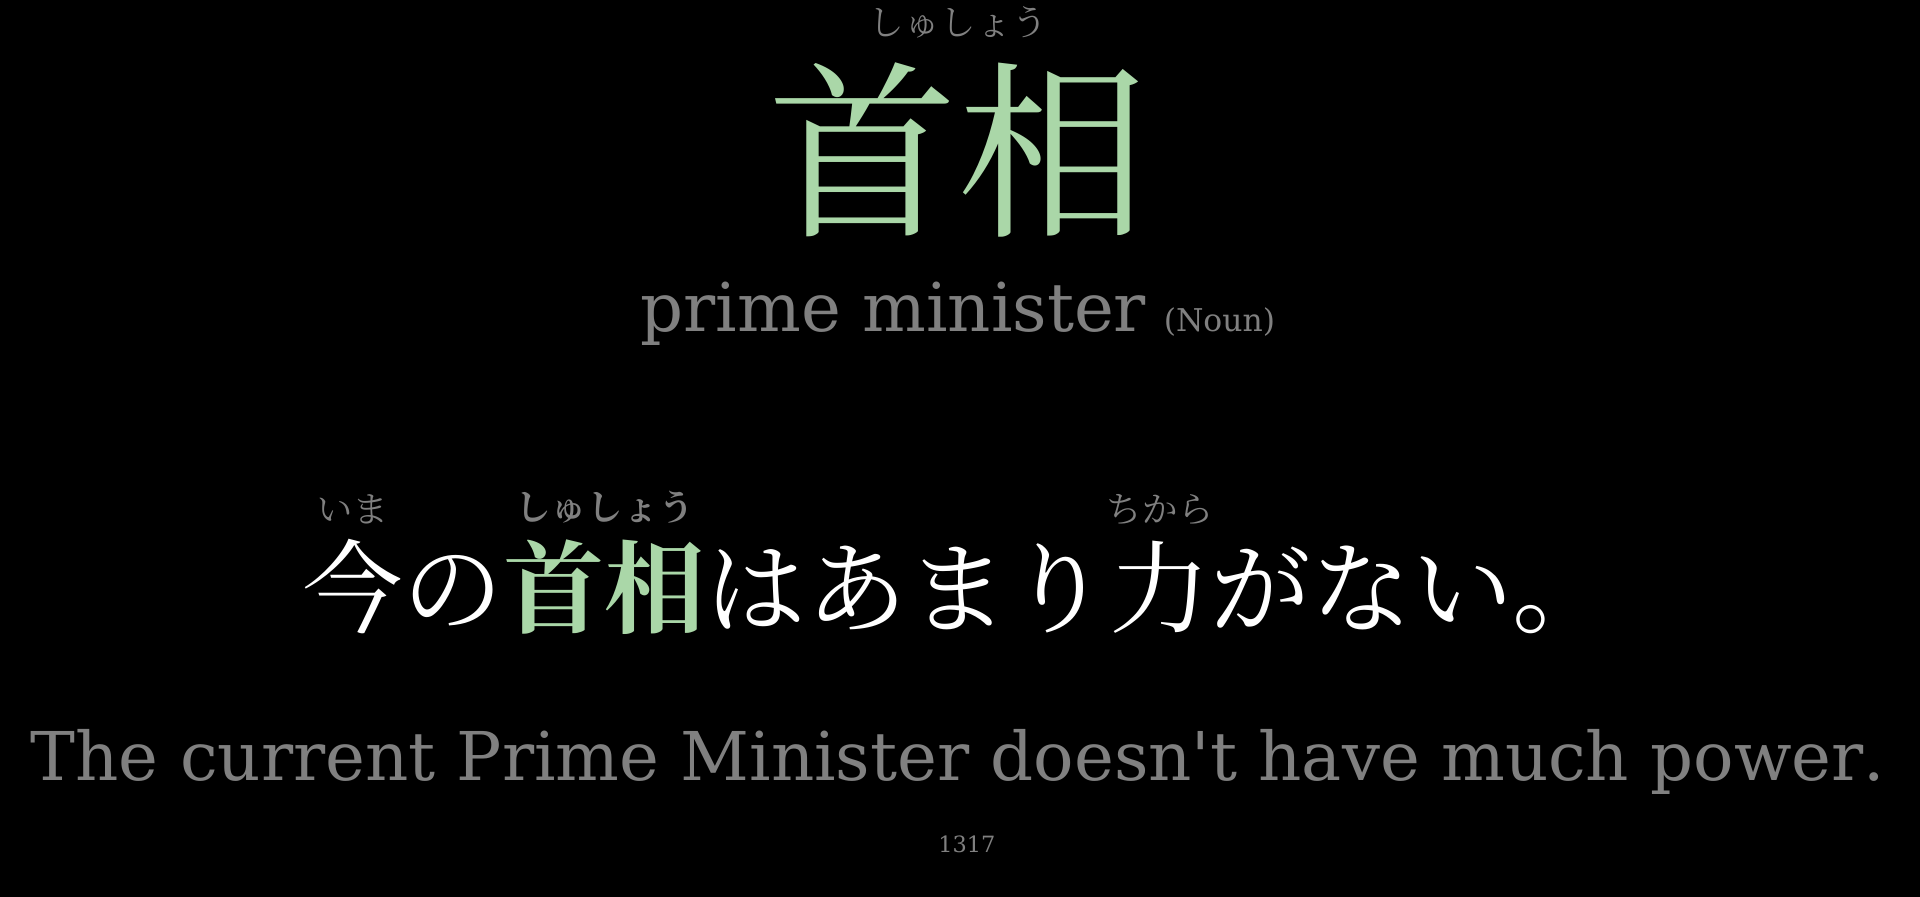 しゅしょう
首相
prime minister (Noun)
いま しゅしょう ちから
今の首相はあまり力がない。
The current Prime Minister doesn't have much power.
1317